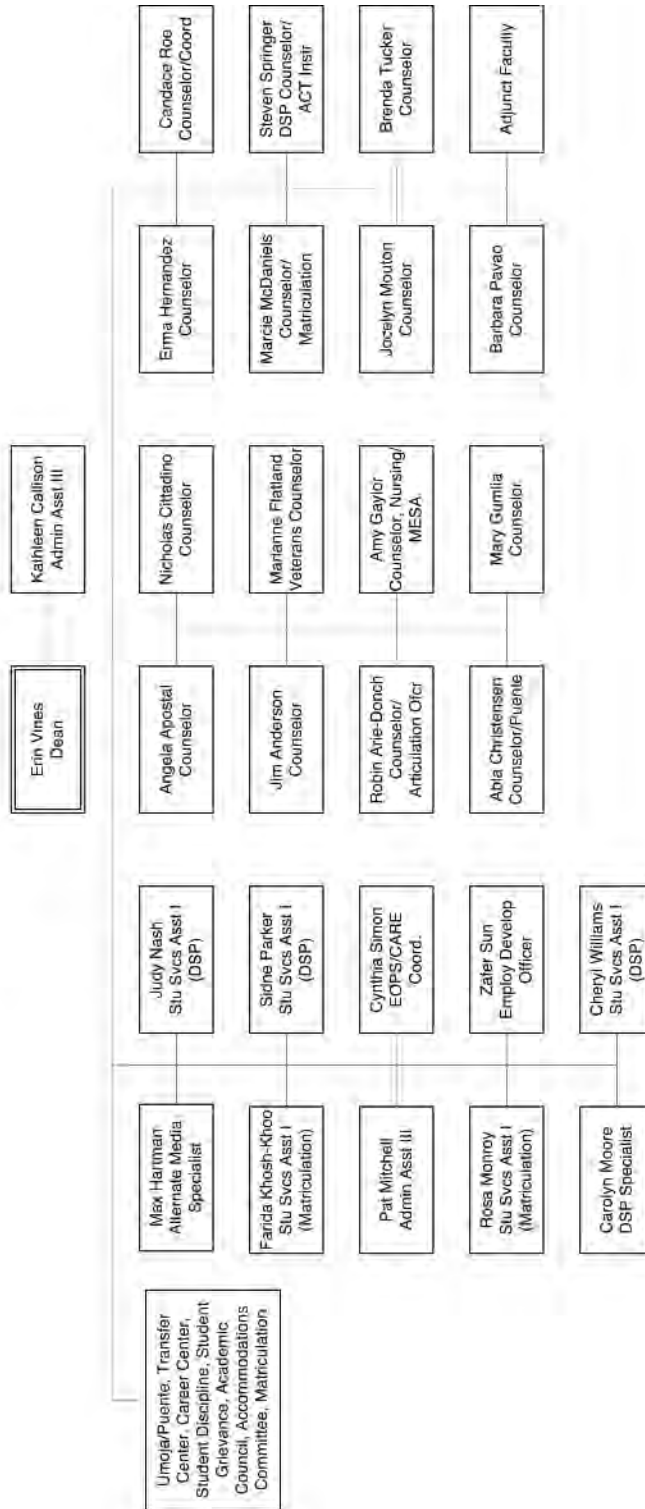 Erin Vines
Dean
Kathleen Callison
Admin Asst III
Umoja/Puente, Transfer
Center, Career Center,
Student Discipline, Student
Grievance, Academic
Council, Accommodations
Committee, Matriculation
Max Hartman
Alternate Media
Specialist
Judy Nash
Stu Svcs Asst I
(DSP)
Angela Apostal
Counselor
Nicholas Cittadino
Counselor
Erma Hernandez
Counselor
Candace Roe
Counselor/Coord
Farida Khosh-Khoo
Stu Svcs Asst I
(Matriculation)
Sidne Parker
Stu Svcs Asst I
(DSP)
Jim Anderson
Counselor
Marianne Flatland
Veterans Counselor
Marcie McDaniels
Counselor/
Matriculation
Steven Springer
DSP Counselor/
ACT Instr
Pat Mitchell
Admin Asst III
Cynthia Simon
EOPS/CARE
Coord.
Robin Arie-Donch
Counselor/
Articulation Ofcr
Amy Gaylor
Counselor, Nursing/
MESA
Jocelyn Mouton
Counselor
Brenda Tucker
Counselor
Rosa Monroy
Stu Svcs Asst I
(Matriculation)
Zafer Sun
Employ Develop
Officer
Abla Christensen
Counselor/Puente
Mary Gumlia
Counselor
Barbara Pavao
Counselor
Adjunct Faculty
Carolyn Moore
DSP Specialist
Cheryl Williams
Stu Svcs Asst I
(DSP)